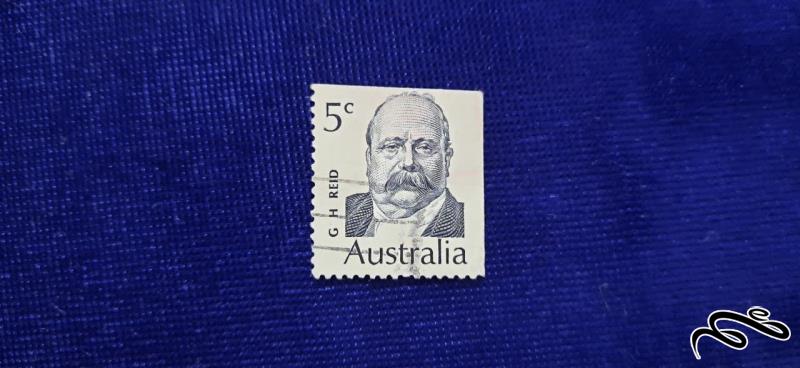 5c
G H REID
Australia